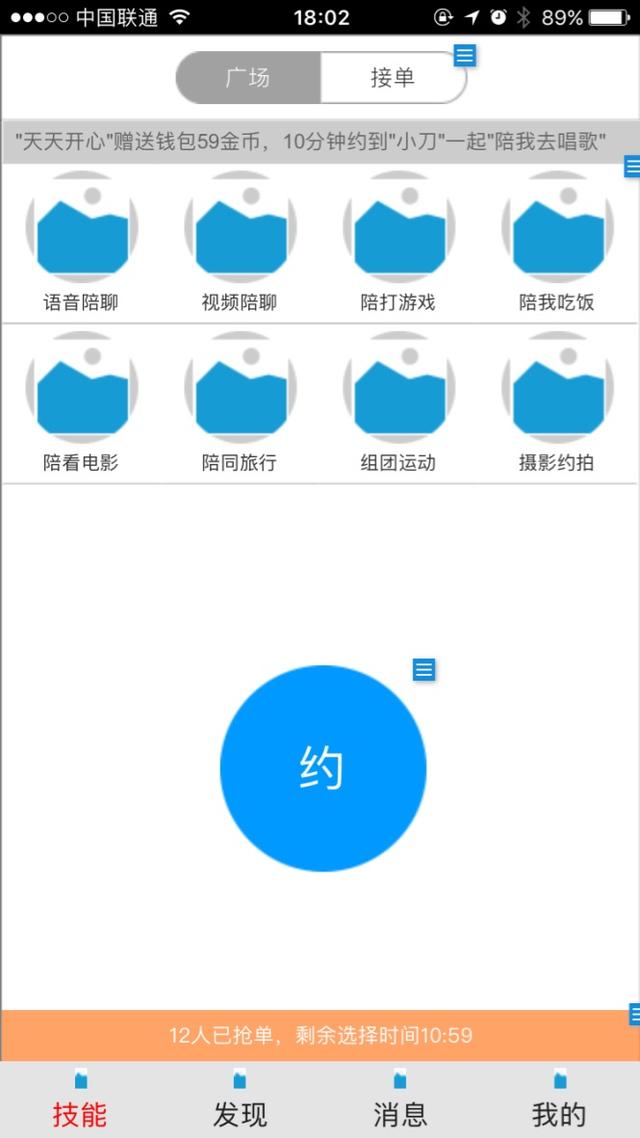 中国联通 18:02 89%
广场 接单
"天天开心"赠送钱包59金币，10分钟约到"小刀"一起"陪我去唱歌"
语音陪聊 视频陪聊 陪打游戏 陪我吃饭
陪看电影 陪同旅行 组团运动 摄影约拍
约
12人已抢单，剩余选择时间10:59
技能 发现 消息 我的